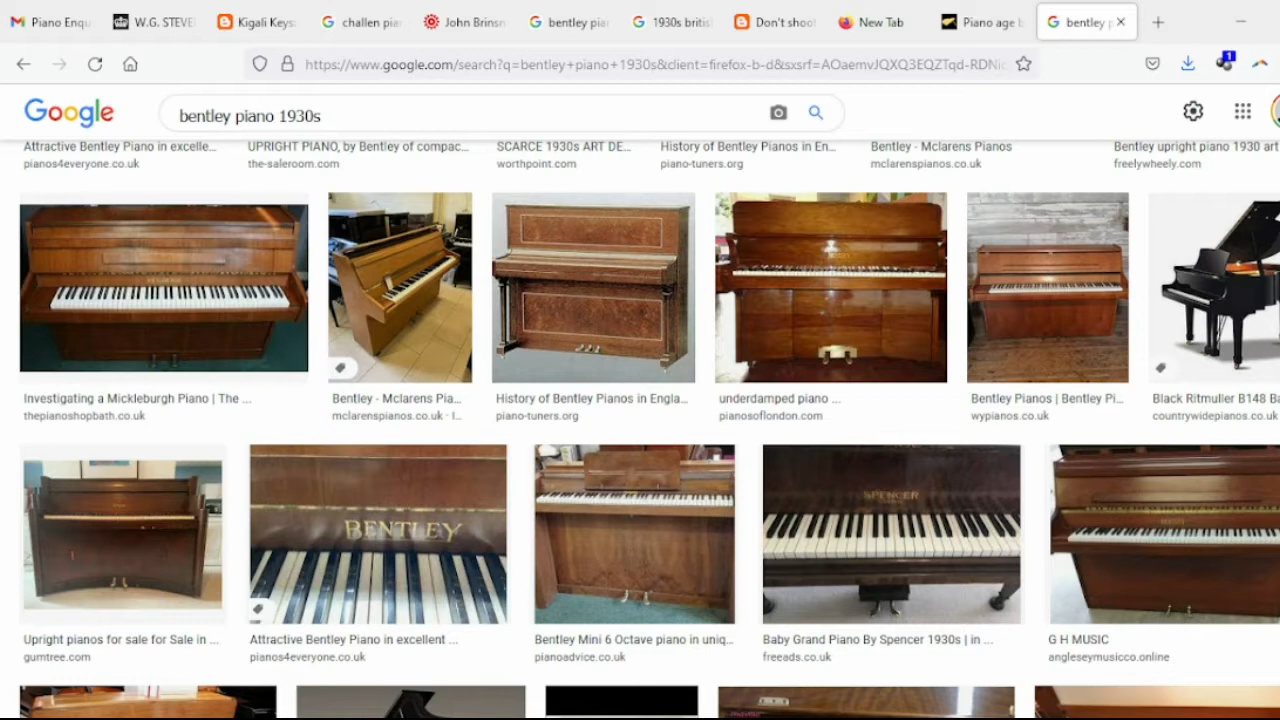 Piano Enqu
W.G. STEVE
Kigali Keys
challen pia
John Brinsn
bentley pia
1930s britis
Don't shoo
New Tab
Piano age b
bentley p
https://www.google.com/search?q=bentley+piano+1930s&client=firefox-b-d&sxsrf=AOaemvJQXQ3EQZTqd-RDNj
1
Google
bentley piano 1930s
Attractive Bentley Piano in excelle...
pianos4everyone.co.uk
UPRIGHT PIANO, by Bentley of compac...
the-saleroom.com
SCARCE 1930s ART DE...
worthpoint.com
History of Bentley Pianos in En...
piano-tuners.org
Bentley - Mclarens Pianos
mclarenspianos.co.uk
Bentley upright piano 1930 art
freelywheely.com
Investigating a Mickleburgh Piano | The ...
thepianoshopbath.co.uk
Bentley - Mclarens Pia...
mclarenspianos.co.uk · I...
History of Bentley Pianos in Engla...
piano-tuners.org
underdamped piano ...
pianosoflondon.com
Bentley Pianos | Bentley Pi...
wypianos.co.uk
Black Ritmuller B148 Ba
countrywidepianos.co.uk
BENTLEY
SPENCER
Upright pianos for sale for Sale in ...
gumtree.com
Attractive Bentley Piano in excellent ...
pianos4everyone.co.uk
Bentley Mini 6 Octave piano in uniq...
pianoadvice.co.uk
Baby Grand Piano By Spencer 1930s | in ...
freeads.co.uk
G H MUSIC
angleseymusicco.online